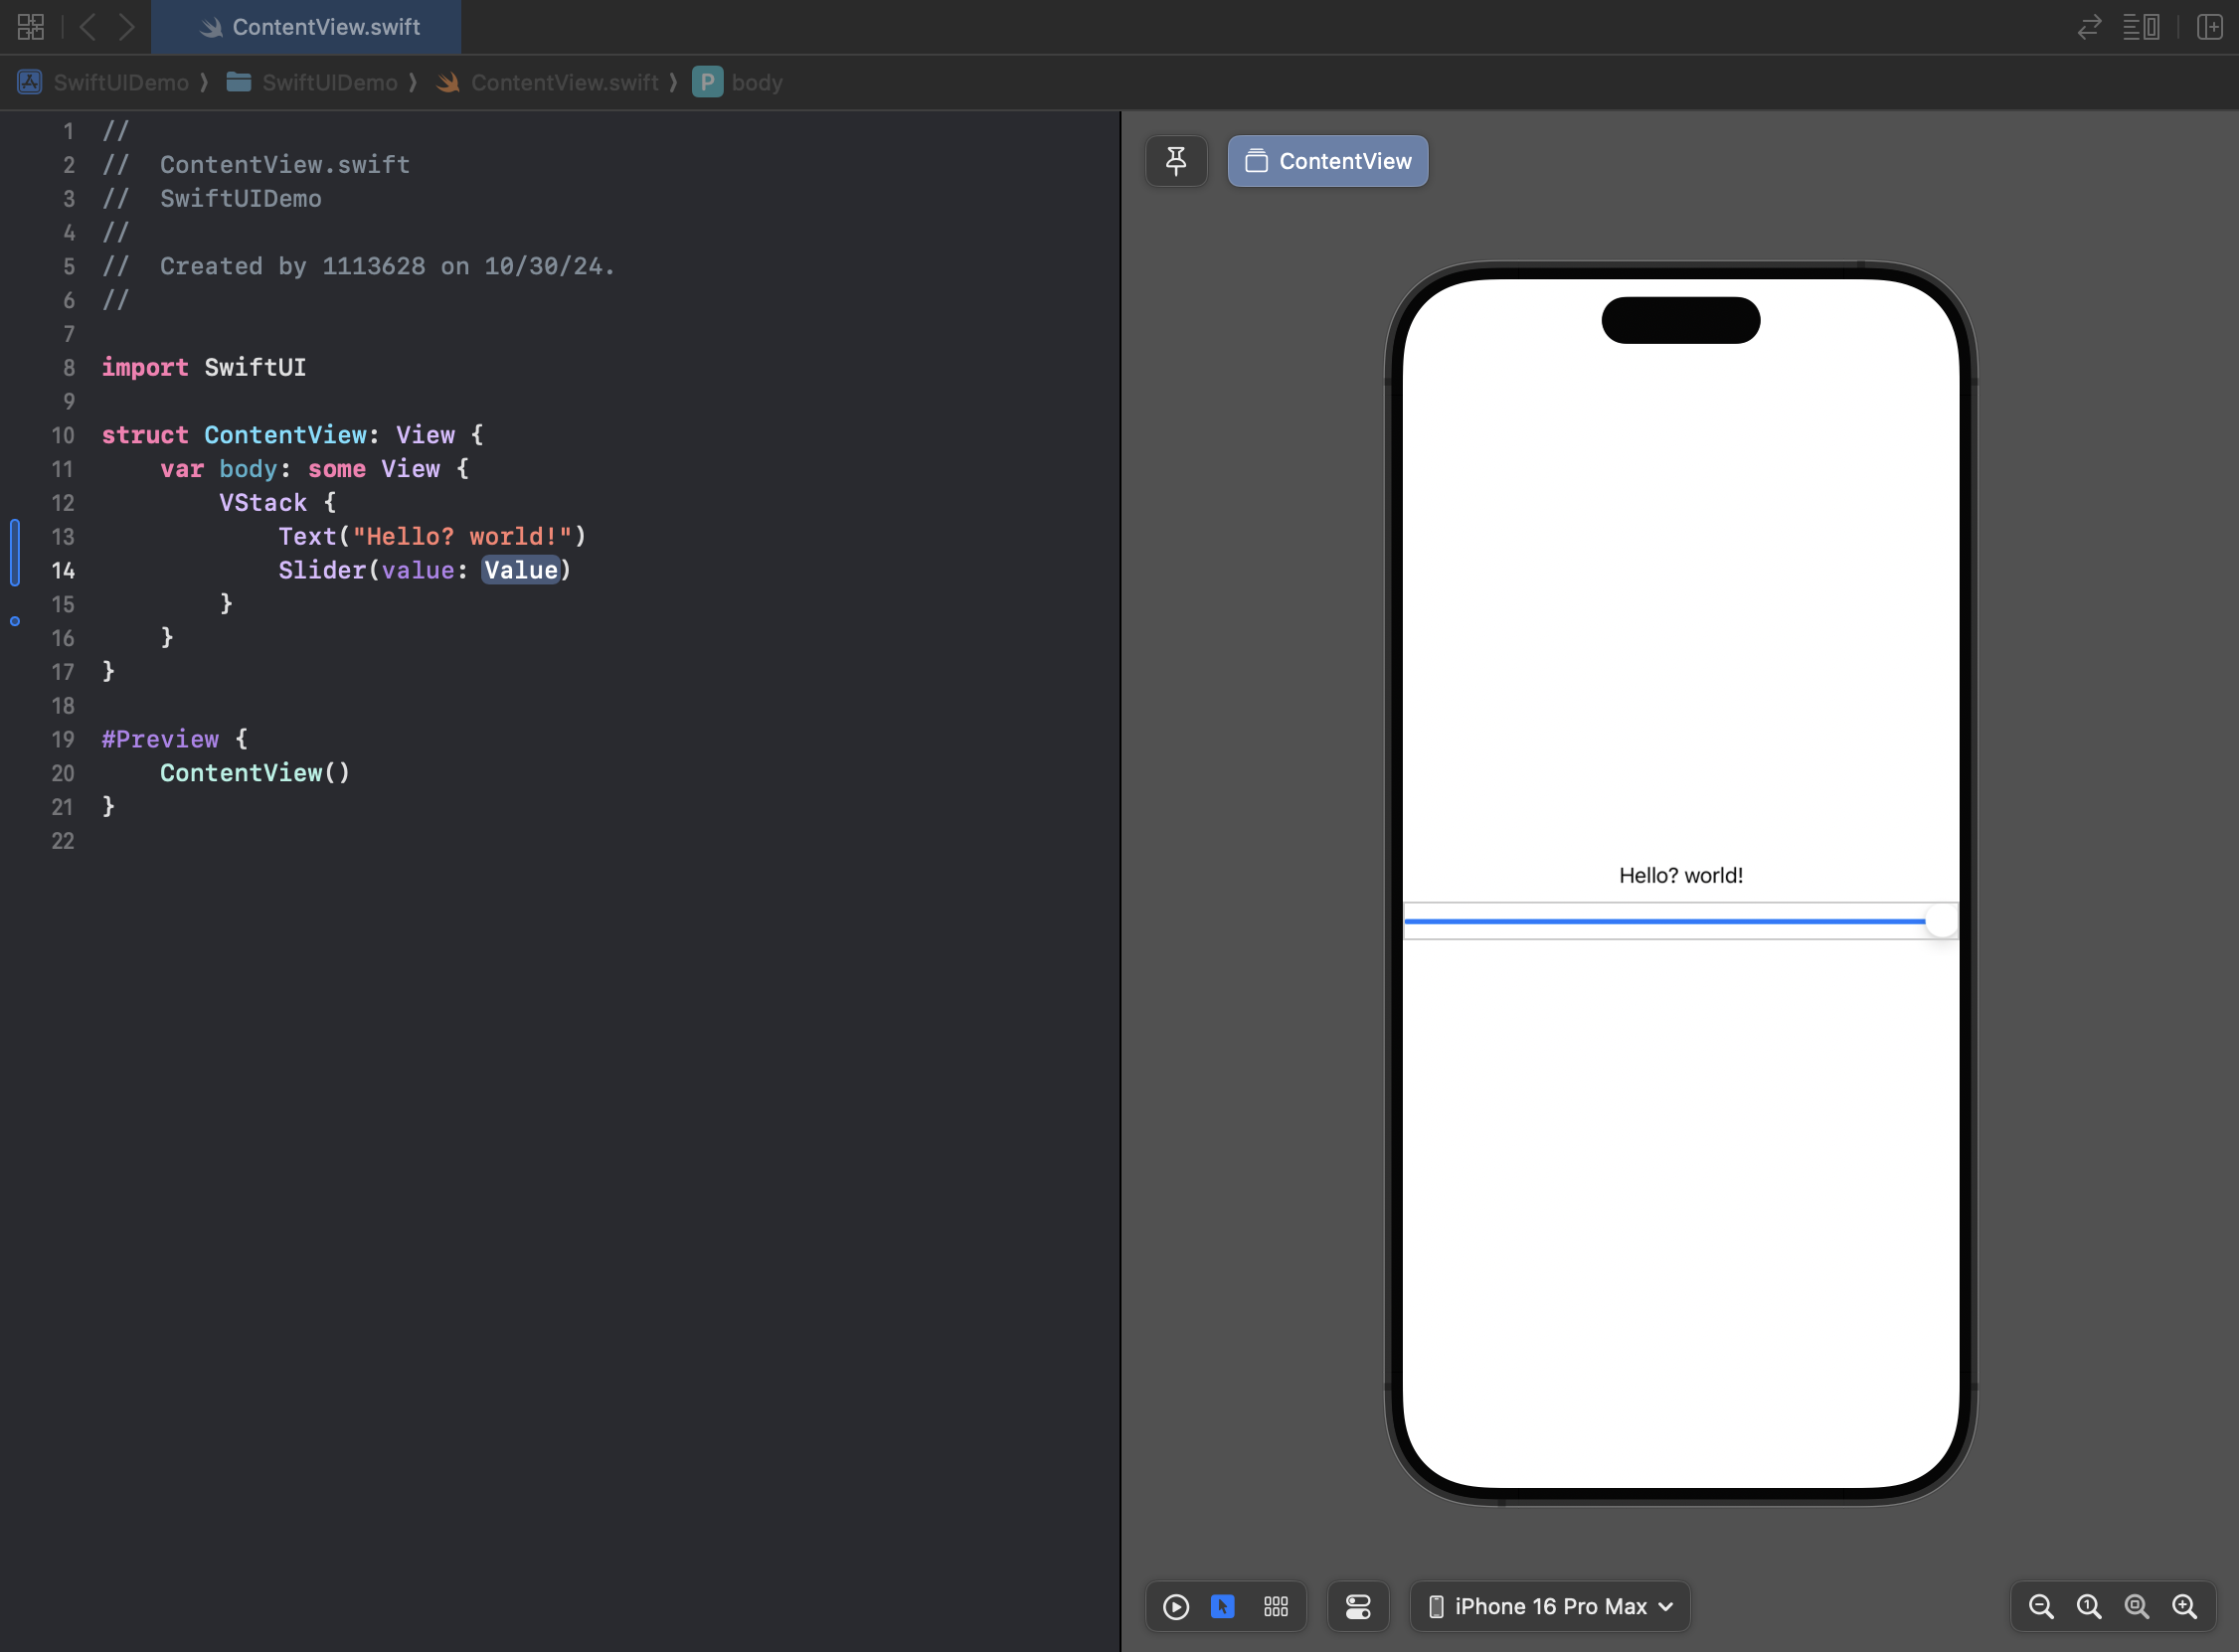 ContentView.swift
SwiftUIDemo ⟩ SwiftUIDemo ⟩ ContentView.swift ⟩ P body
1 //
2 //  ContentView.swift
3 //  SwiftUIDemo
4 //
5 //  Created by 1113628 on 10/30/24.
6 //
7
8 import SwiftUI
9
10 struct ContentView: View {
11     var body: some View {
12         VStack {
13             Text("Hello? world!")
14             Slider(value: Value)
15         }
16     }
17 }
18
19 #Preview {
20     ContentView()
21 }
22
ContentView
Hello? world!
iPhone 16 Pro Max